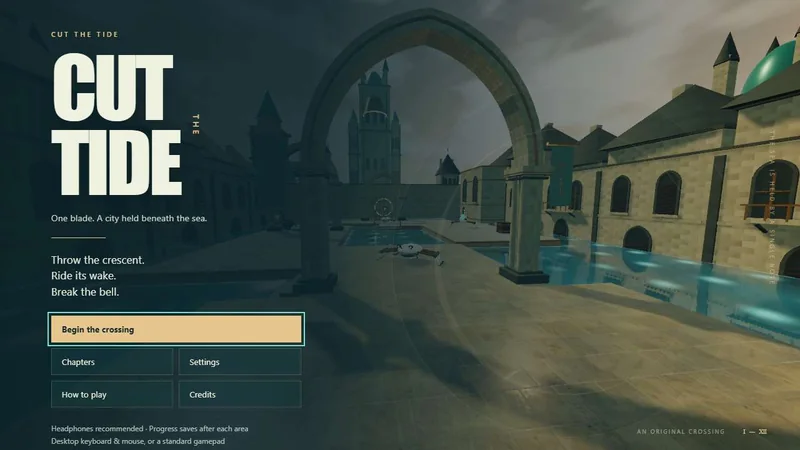 CUT THE TIDE
CUT
THE
TIDE
One blade. A city held beneath the sea.
Throw the crescent.
Ride its wake.
Break the bell.
Begin the crossing
Chapters
Settings
How to play
Credits
Headphones recommended · Progress saves after each area
Desktop keyboard & mouse, or a standard gamepad
AN ORIGINAL CROSSING
I — XII